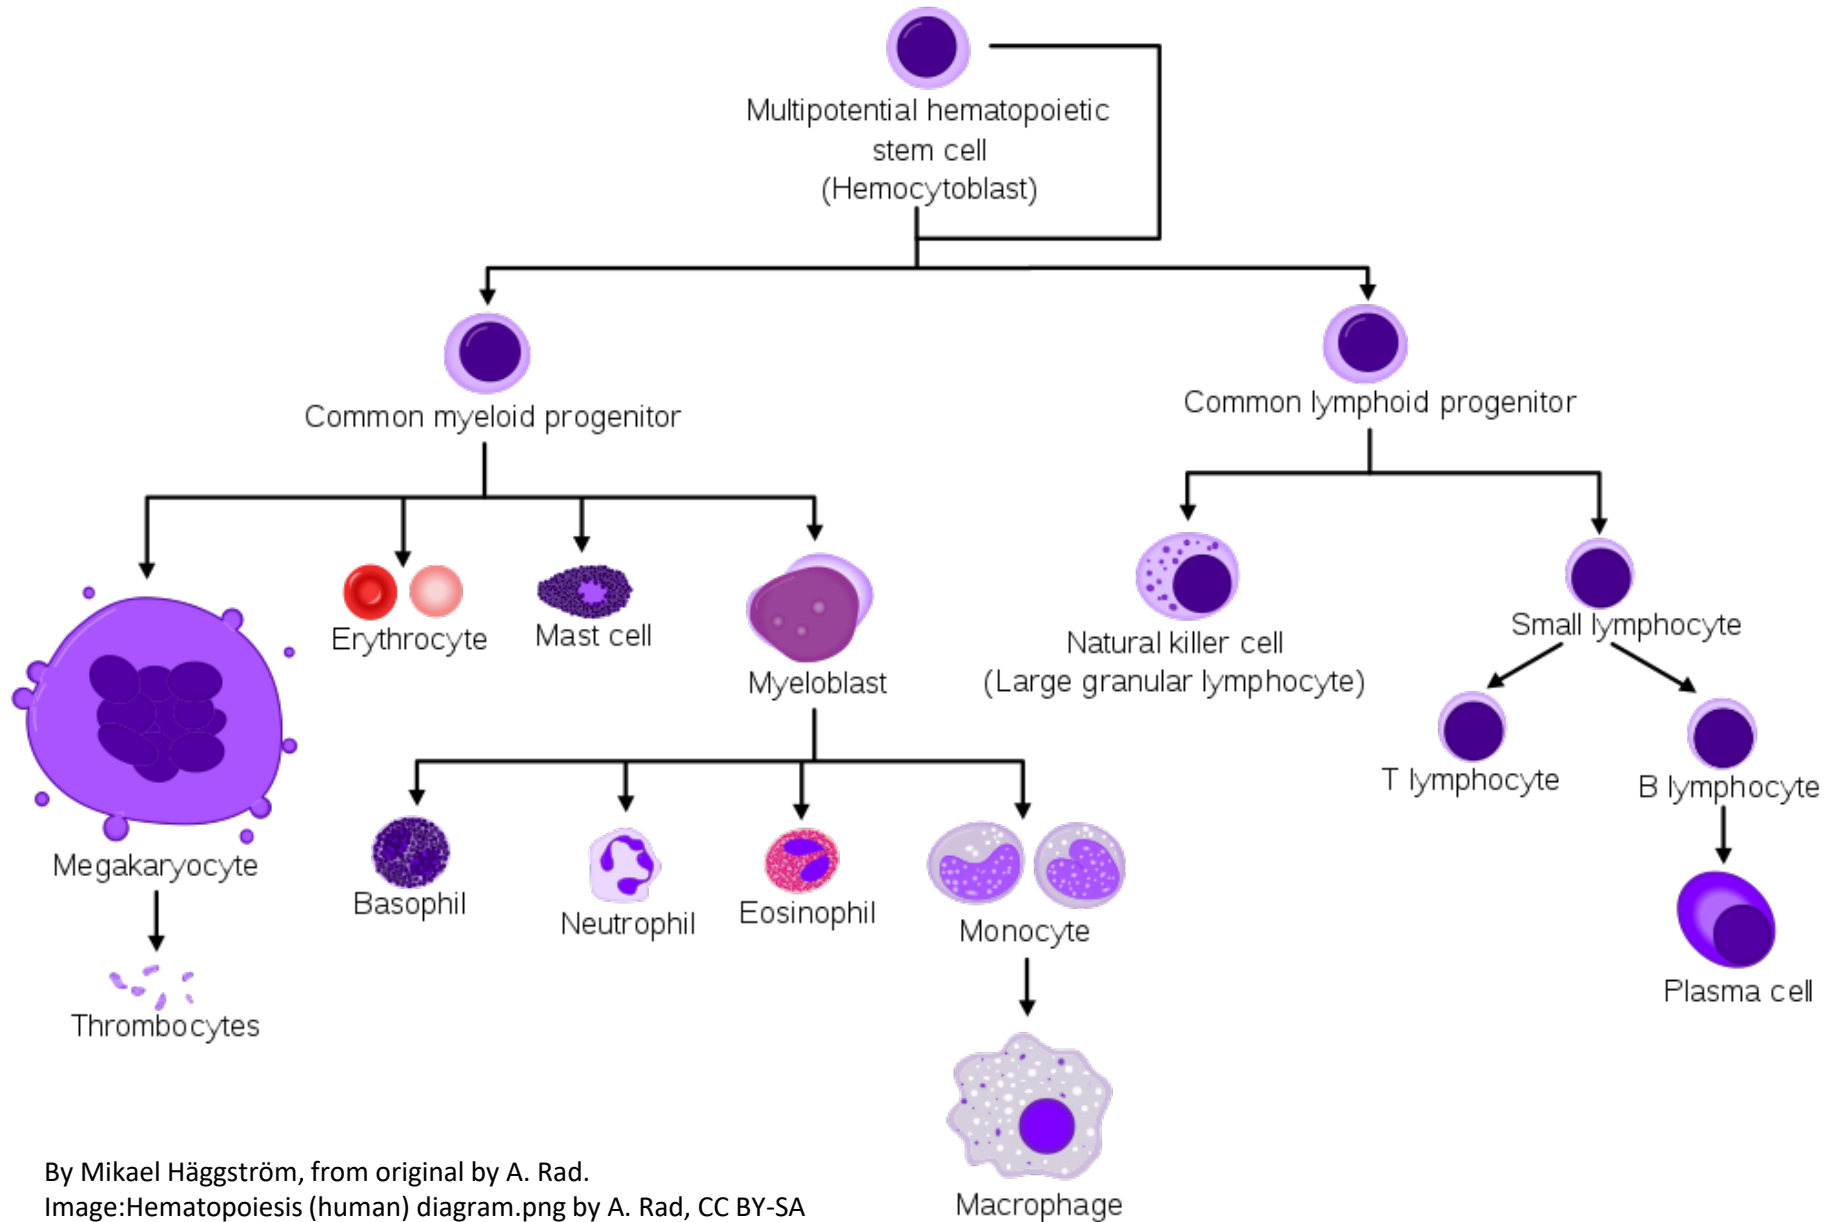 Multipotential hematopoietic
stem cell
(Hemocytoblast)
Common myeloid progenitor
Common lymphoid progenitor
Erythrocyte
Mast cell
Myeloblast
Natural killer cell
(Large granular lymphocyte)
Small lymphocyte
T lymphocyte
B lymphocyte
Megakaryocyte
Basophil
Neutrophil
Eosinophil
Monocyte
Plasma cell
Thrombocytes
Macrophage
By Mikael Häggström, from original by A. Rad.
Image:Hematopoiesis (human) diagram.png by A. Rad, CC BY-SA